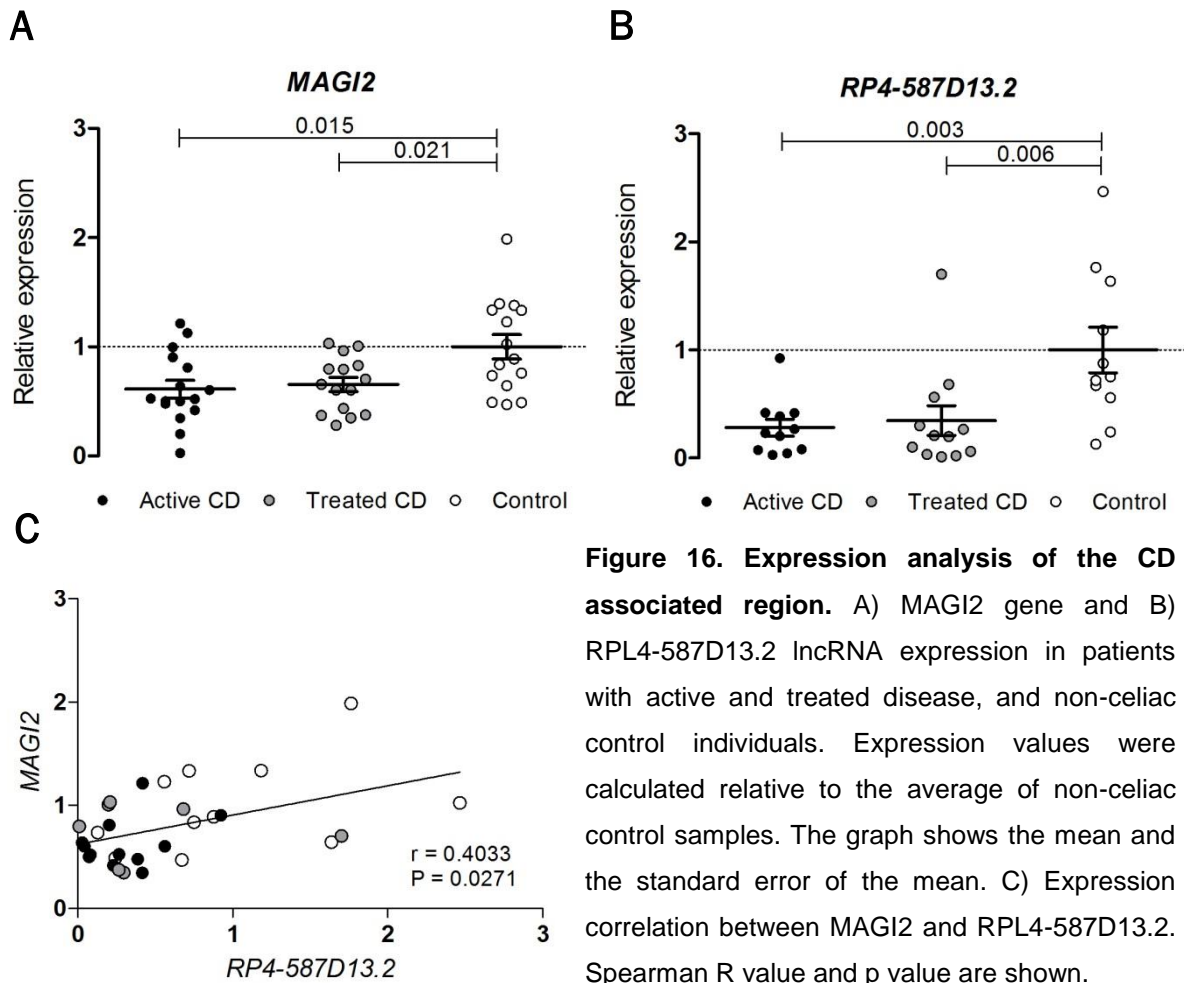 A
MAGI2
3
0.015
0.021
2
1
0
Relative expression
Active CD
Treated CD
Control
B
RP4-587D13.2
3
0.003
0.006
2
1
0
Relative expression
Active CD
Treated CD
Control
C
3
2
1
0
MAGI2
r = 0.4033
P = 0.0271
0
1
2
3
RP4-587D13.2
Figure 16. Expression analysis of the CD
associated region. A) MAGI2 gene and B)
RPL4-587D13.2 lncRNA expression in patients
with active and treated disease, and non-celiac
control individuals. Expression values were
calculated relative to the average of non-celiac
control samples. The graph shows the mean and
the standard error of the mean. C) Expression
correlation between MAGI2 and RPL4-587D13.2.
Spearman R value and p value are shown.